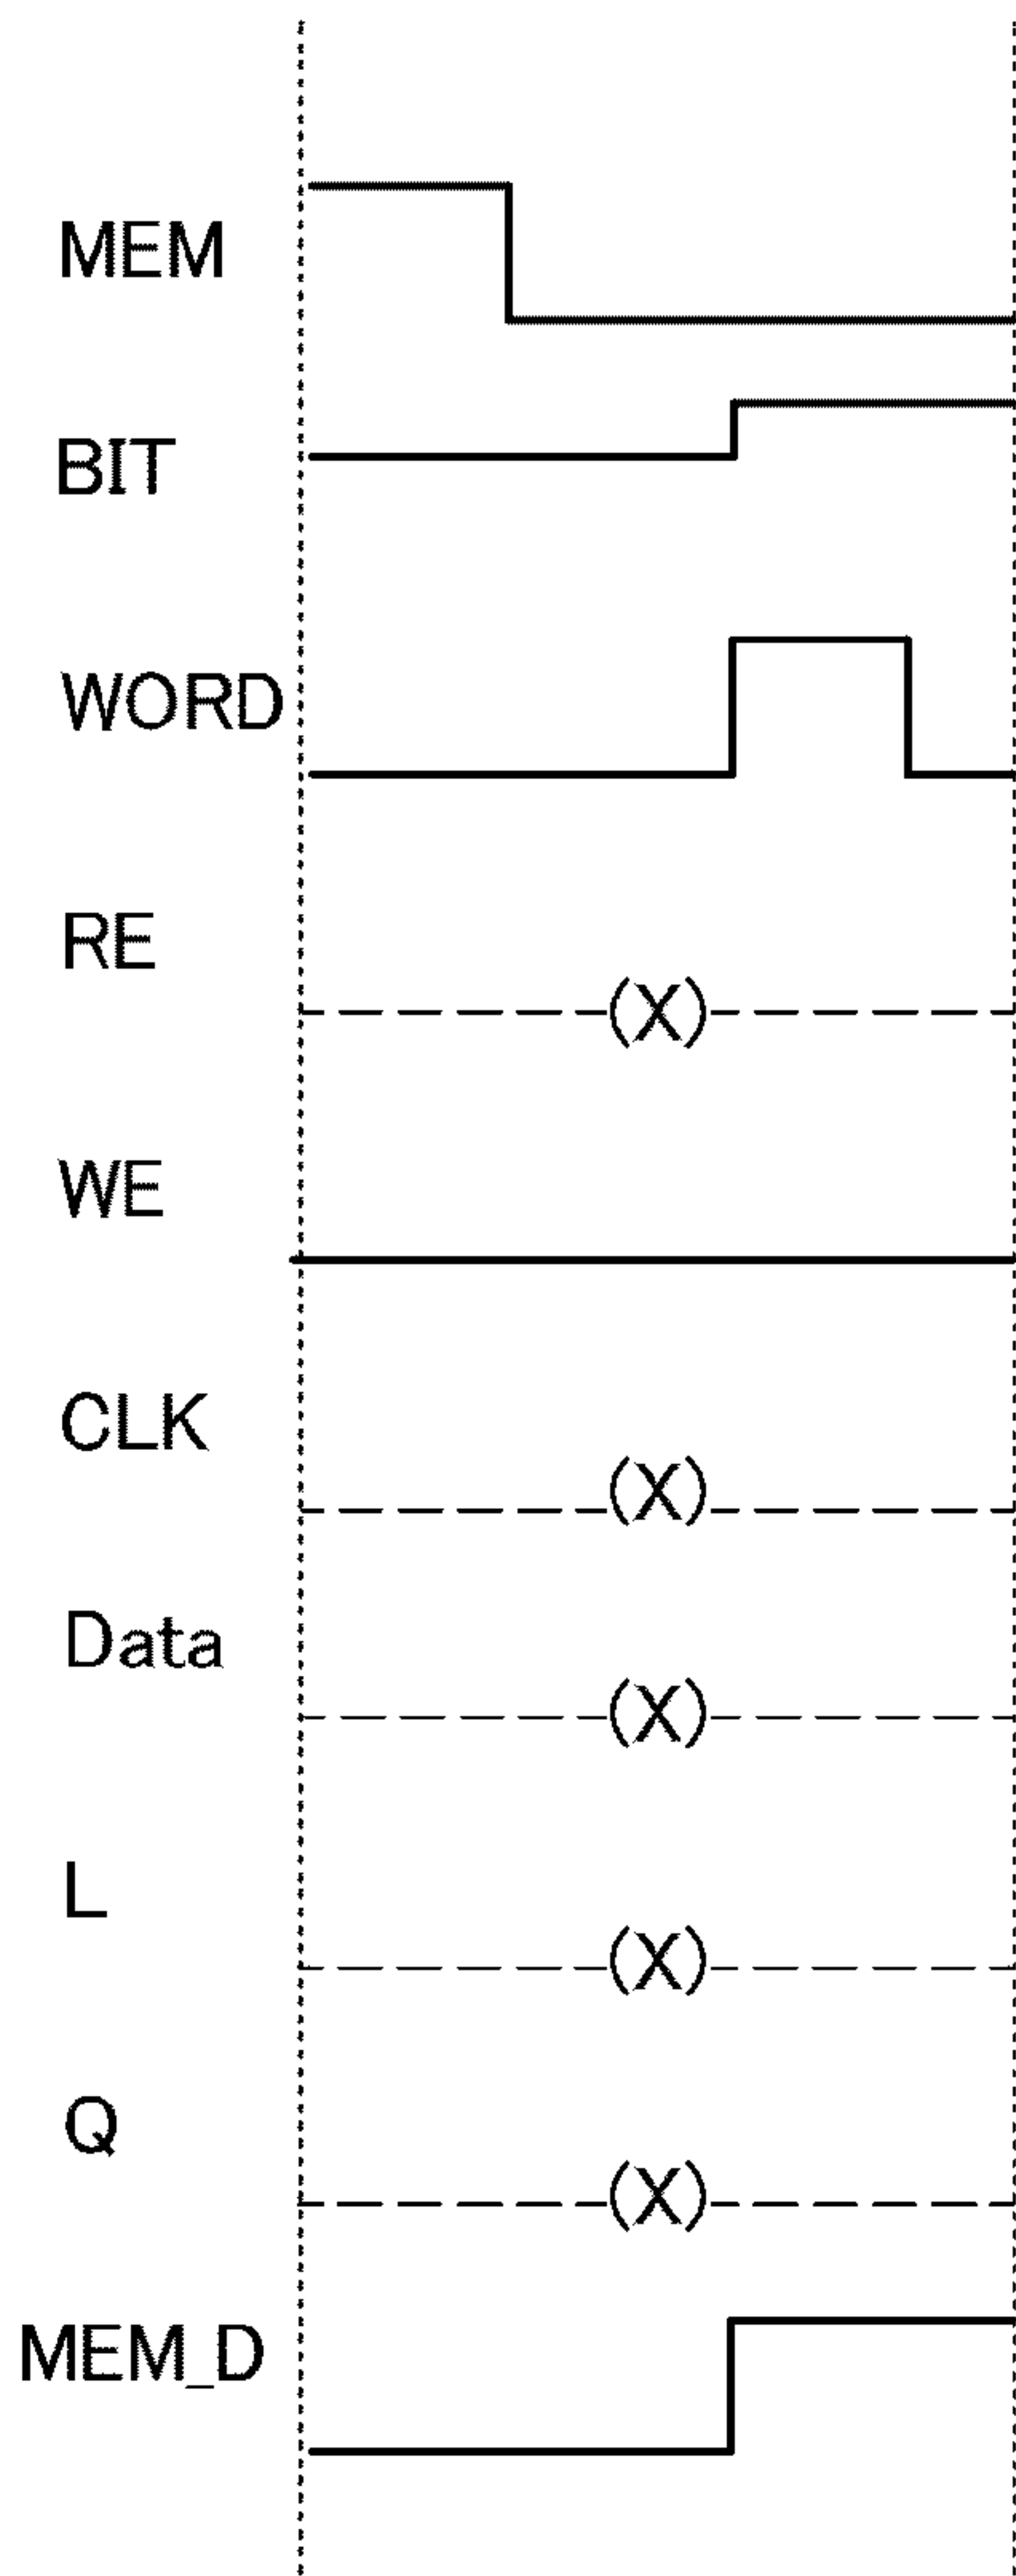 MEM
BIT
WORD
RE
(X)
WE
CLK
(X)
Data
(X)
L
(X)
Q
(X)
MEM_D